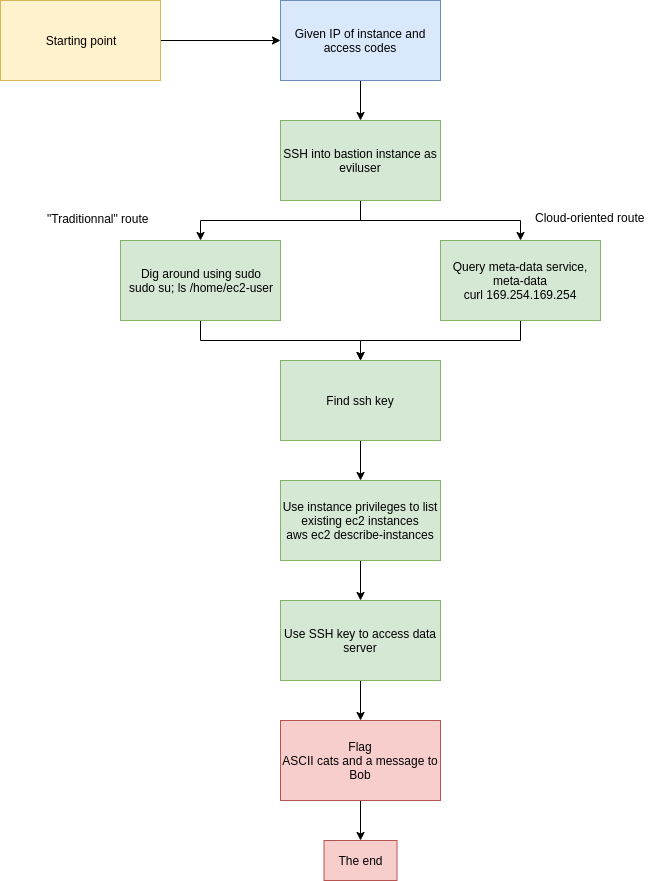 Starting point
Given IP of instance and
access codes
SSH into bastion instance as
eviluser
"Traditionnal" route
Cloud-oriented route
Dig around using sudo
sudo su; ls /home/ec2-user
Query meta-data service,
meta-data
curl 169.254.169.254
Find ssh key
Use instance privileges to list
existing ec2 instances
aws ec2 describe-instances
Use SSH key to access data
server
Flag
ASCII cats and a message to
Bob
The end